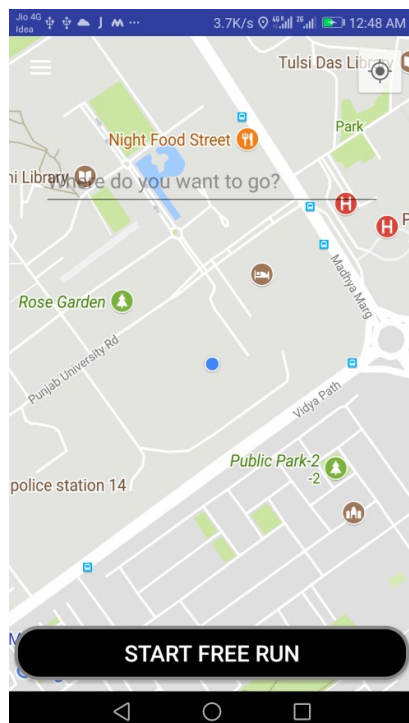 Jio 4G
Idea
3.7K/s
12:48 AM
Tulsi Das Library
Park
Night Food Street
ni Library
Where do you want to go?
H
H
P
Madhya Marg
Rose Garden
Punjab University Rd
Vidya Path
Public Park-2
-2
police station 14
START FREE RUN